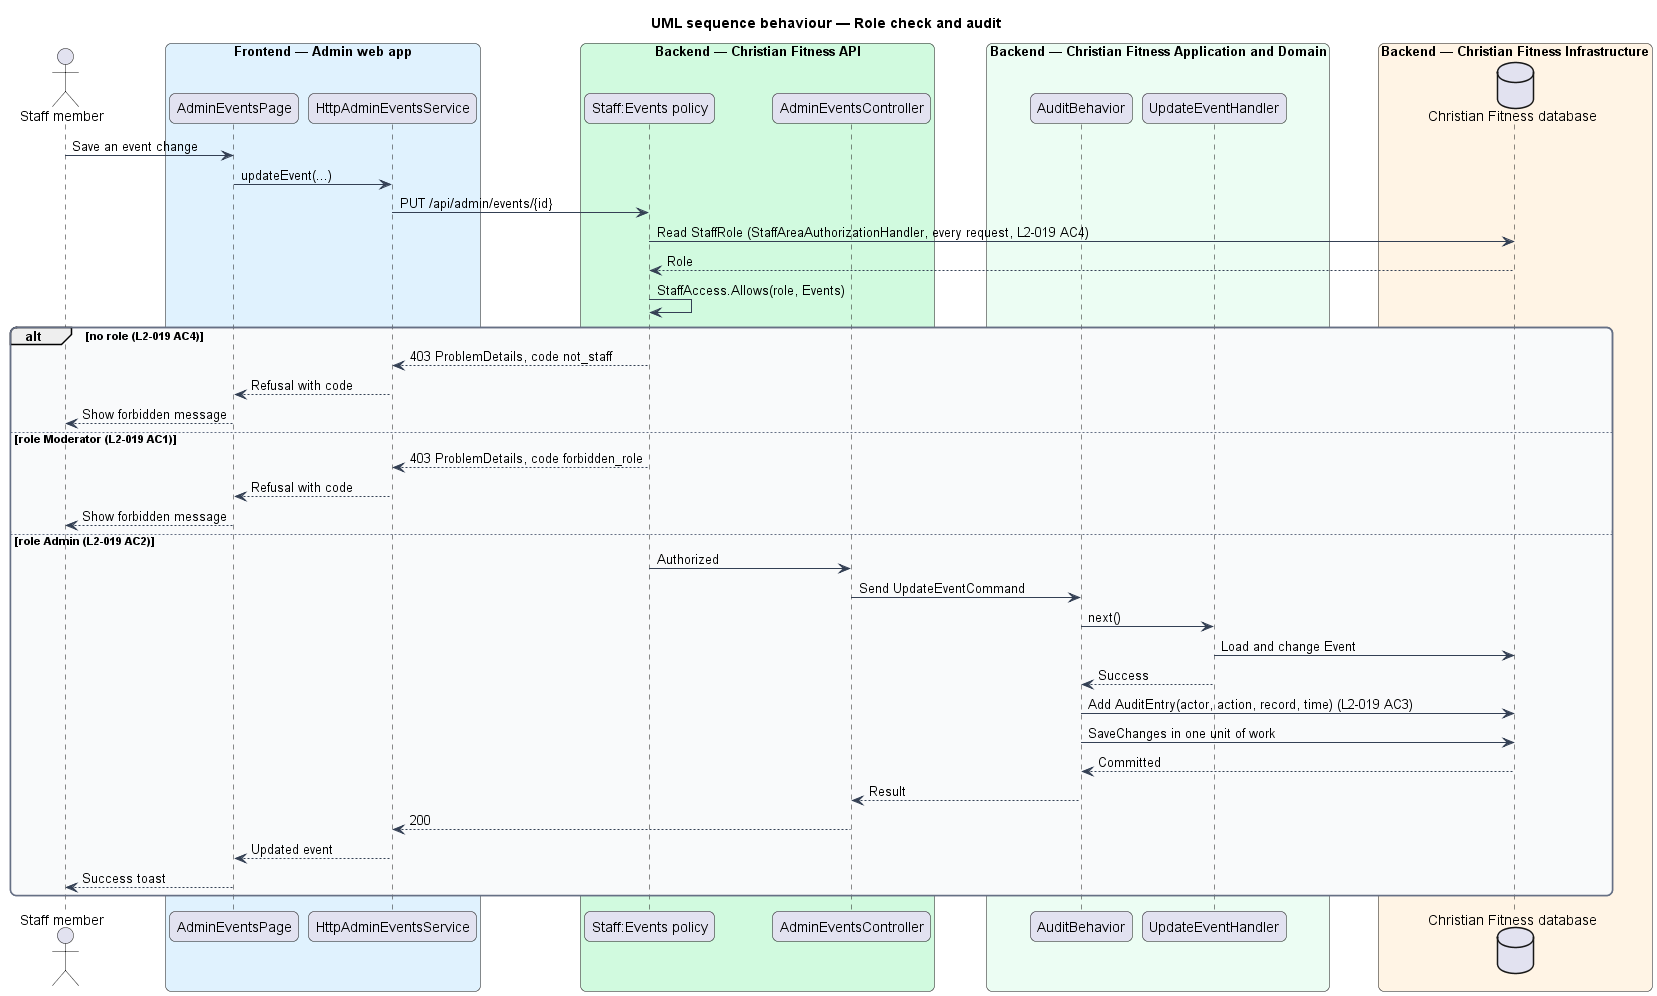 UML sequence behaviour — Role check and audit
Frontend — Admin web app
Backend — Christian Fitness API
Backend — Christian Fitness Application and Domain
Backend — Christian Fitness Infrastructure
Staff member
AdminEventsPage
HttpAdminEventsService
Staff:Events policy
AdminEventsController
AuditBehavior
UpdateEventHandler
Christian Fitness database
Save an event change
updateEvent(...)
PUT /api/admin/events/{id}
Read StaffRole (StaffAreaAuthorizationHandler, every request, L2-019 AC4)
Role
StaffAccess.Allows(role, Events)
alt
[no role (L2-019 AC4)]
403 ProblemDetails, code not_staff
Refusal with code
Show forbidden message
[role Moderator (L2-019 AC1)]
403 ProblemDetails, code forbidden_role
Refusal with code
Show forbidden message
[role Admin (L2-019 AC2)]
Authorized
Send UpdateEventCommand
next()
Load and change Event
Success
Add AuditEntry(actor, action, record, time) (L2-019 AC3)
SaveChanges in one unit of work
Committed
Result
200
Updated event
Success toast
Staff member
AdminEventsPage
HttpAdminEventsService
Staff:Events policy
AdminEventsController
AuditBehavior
UpdateEventHandler
Christian Fitness database